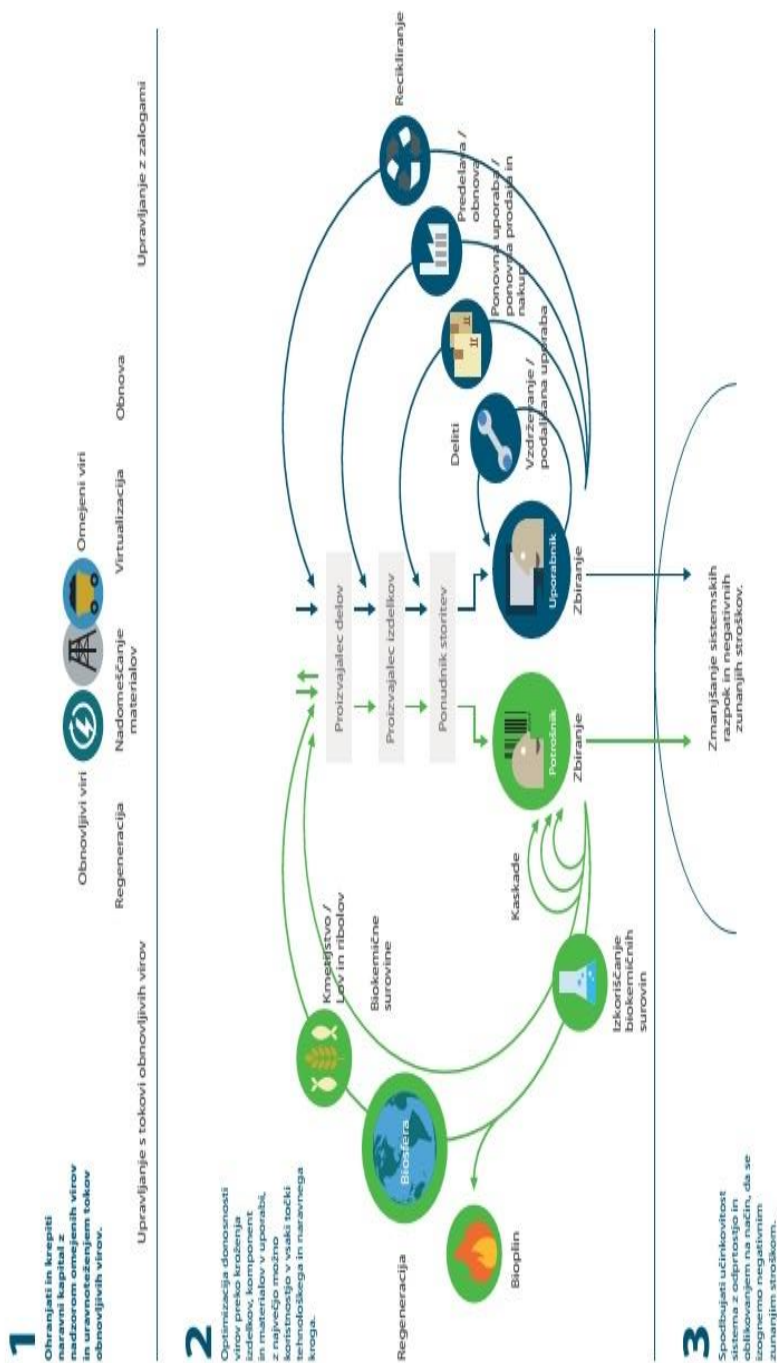 1
Ohranjati in krepiti
naravni kapital z
nadzorom omejenih virov
in uravnoteženjem tokov
obnovljivih virov.
Obnovljivi viri
Omejeni viri
Regeneracija
Nadomeščanje
materialov
Virtualizacija
Obnova
Upravljanje s tokovi obnovljivih virov
Upravljanje z zalogami
2
Optimizacija donosnosti
virov preko kroženja
izdelkov, komponent
in materialov v uporabi,
z največjo možno
koristnostjo v vsaki točki
tehnološkega in naravnega
kroga.
Kmetijstvo /
Lov in ribolov
Biokemične
surovine
Regeneracija
Biosfera
Bioplin
Izkoriščanje
biokemičnih
surovin
Kaskade
Proizvajalec delov
Proizvajalec izdelkov
Ponudnik storitev
Potrošnik
Zbiranje
Uporabnik
Zbiranje
Deliti
Vzdrževanje /
podaljšana uporaba
Ponovna uporaba /
ponovna prodaja in
nakup
Predelava /
obnova
Recikliranje
3
Spodbujati učinkovitost
sistema z odprtostjo in
oblikovanjem na način, da se
izognemo negativnim
zunanjim stroškom.
Zmanjšanje sistemskih
razpok in negativnih
zunanjih stroškov.